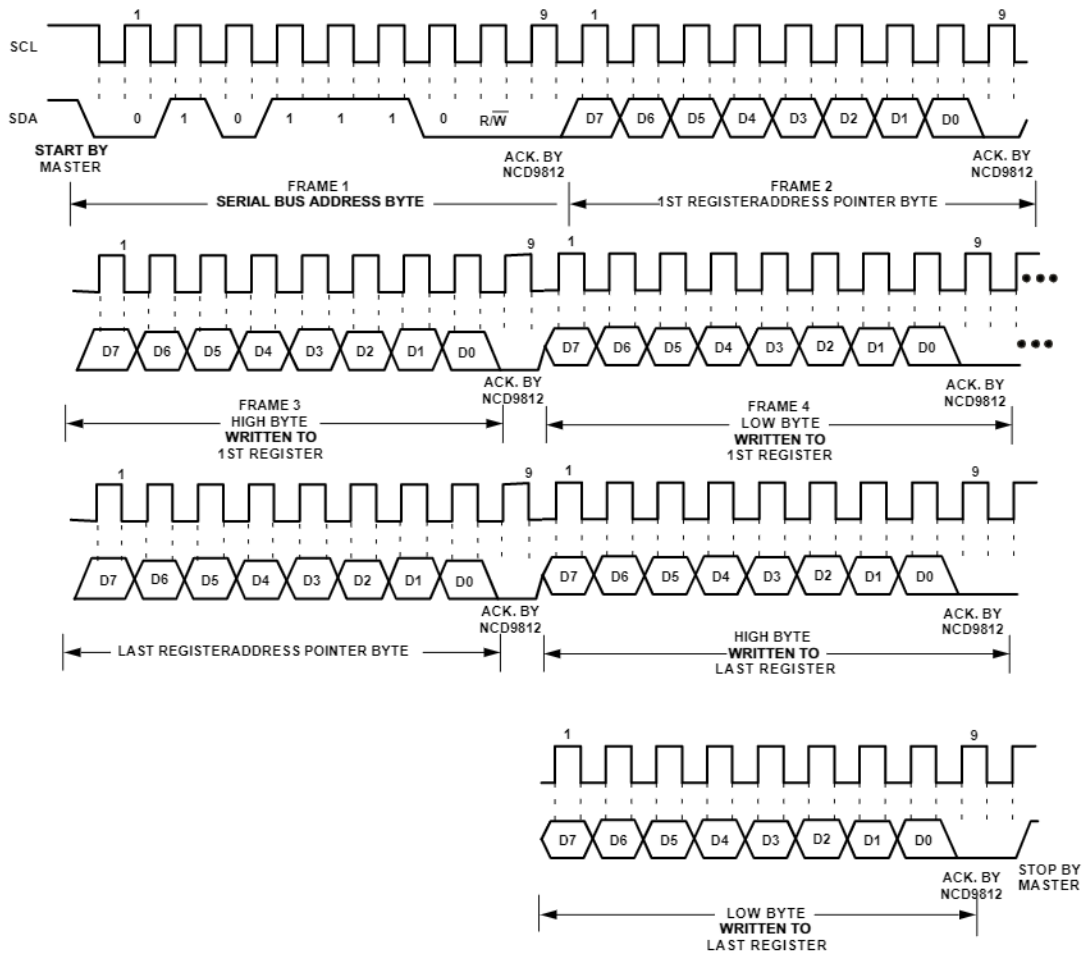 1 9 1 9
SCL
SDA 0 1 0 1 1 1 0 R/W̅ D7 D6 D5 D4 D3 D2 D1 D0
START BY
MASTER
ACK. BY
NCD9812
ACK. BY
NCD9812
FRAME 1
SERIAL BUS ADDRESS BYTE
FRAME 2
1ST REGISTERADDRESS POINTER BYTE
1 9 1 9
D7 D6 D5 D4 D3 D2 D1 D0 D7 D6 D5 D4 D3 D2 D1 D0
ACK. BY
NCD9812
ACK. BY
NCD9812
FRAME 3
HIGH BYTE
WRITTEN TO
1ST REGISTER
FRAME 4
LOW BYTE
WRITTEN TO
1ST REGISTER
1 9 1 9
D7 D6 D5 D4 D3 D2 D1 D0 D7 D6 D5 D4 D3 D2 D1 D0
ACK. BY
NCD9812
ACK. BY
NCD9812
LAST REGISTERADDRESS POINTER BYTE
HIGH BYTE
WRITTEN TO
LAST REGISTER
1 9
D7 D6 D5 D4 D3 D2 D1 D0
ACK. BY
NCD9812
STOP BY
MASTER
LOW BYTE
WRITTEN TO
LAST REGISTER